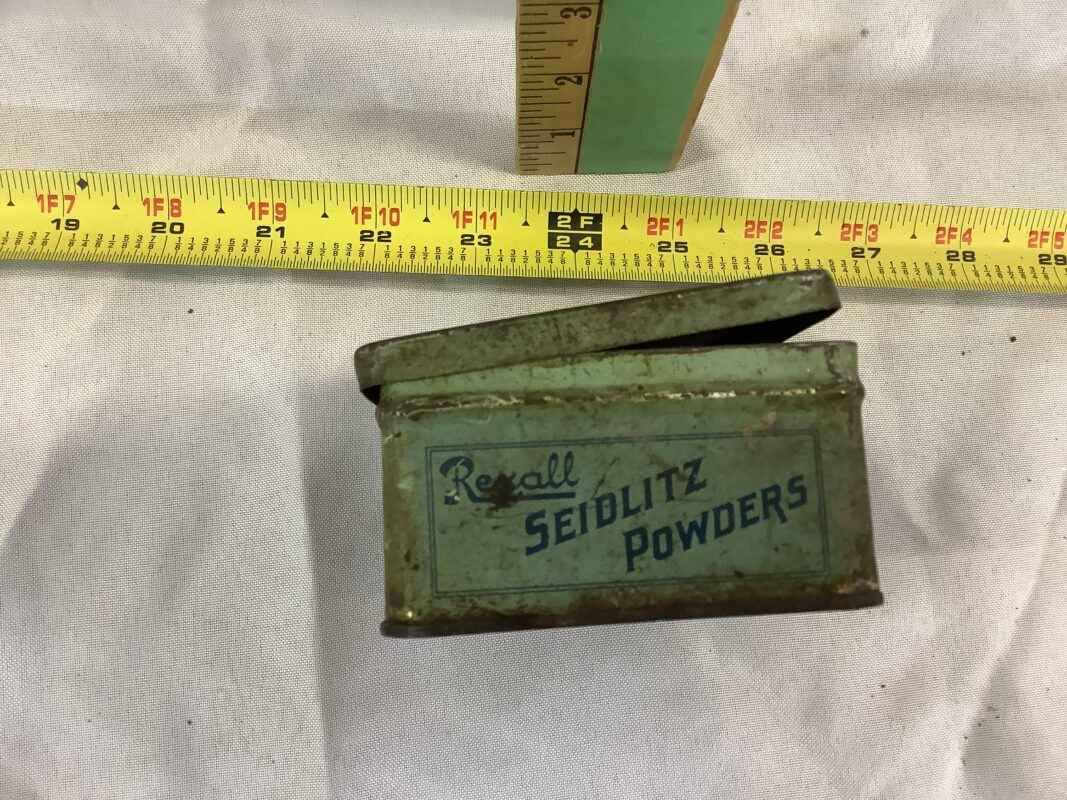 3
2
1
1F7 1F8 1F9 1F10 1F11 2F 2F1 2F2 2F3 2F4 2F5
19 20 21 22 23 24 25 26 27 28 29
Rexall
SEIDLITZ
POWDERS